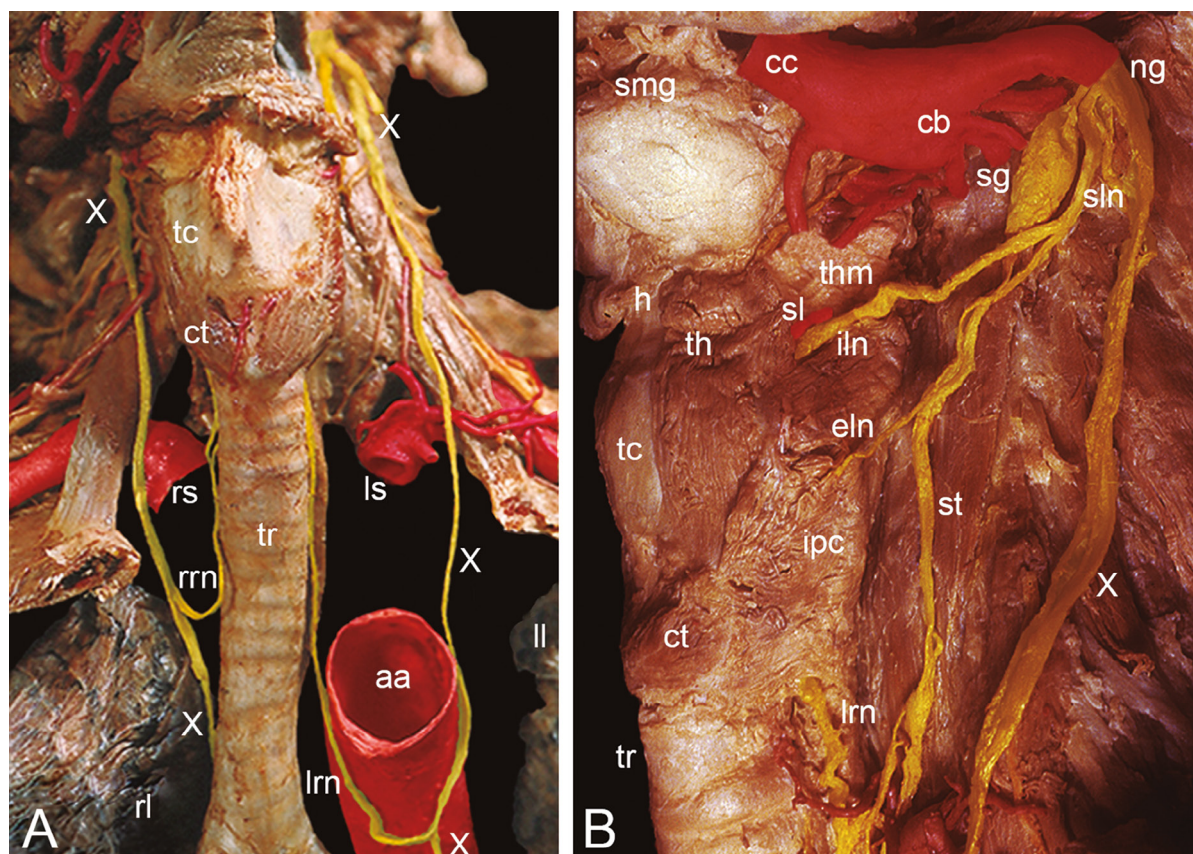 X
X
tc
ct
rs
ls
tr
X
rrn
ll
aa
X
lrn
rl
X
A
cc
ng
smg
cb
sg
sln
thm
h
sl
th
iln
eln
tc
st
ipc
X
ct
lrn
tr
B